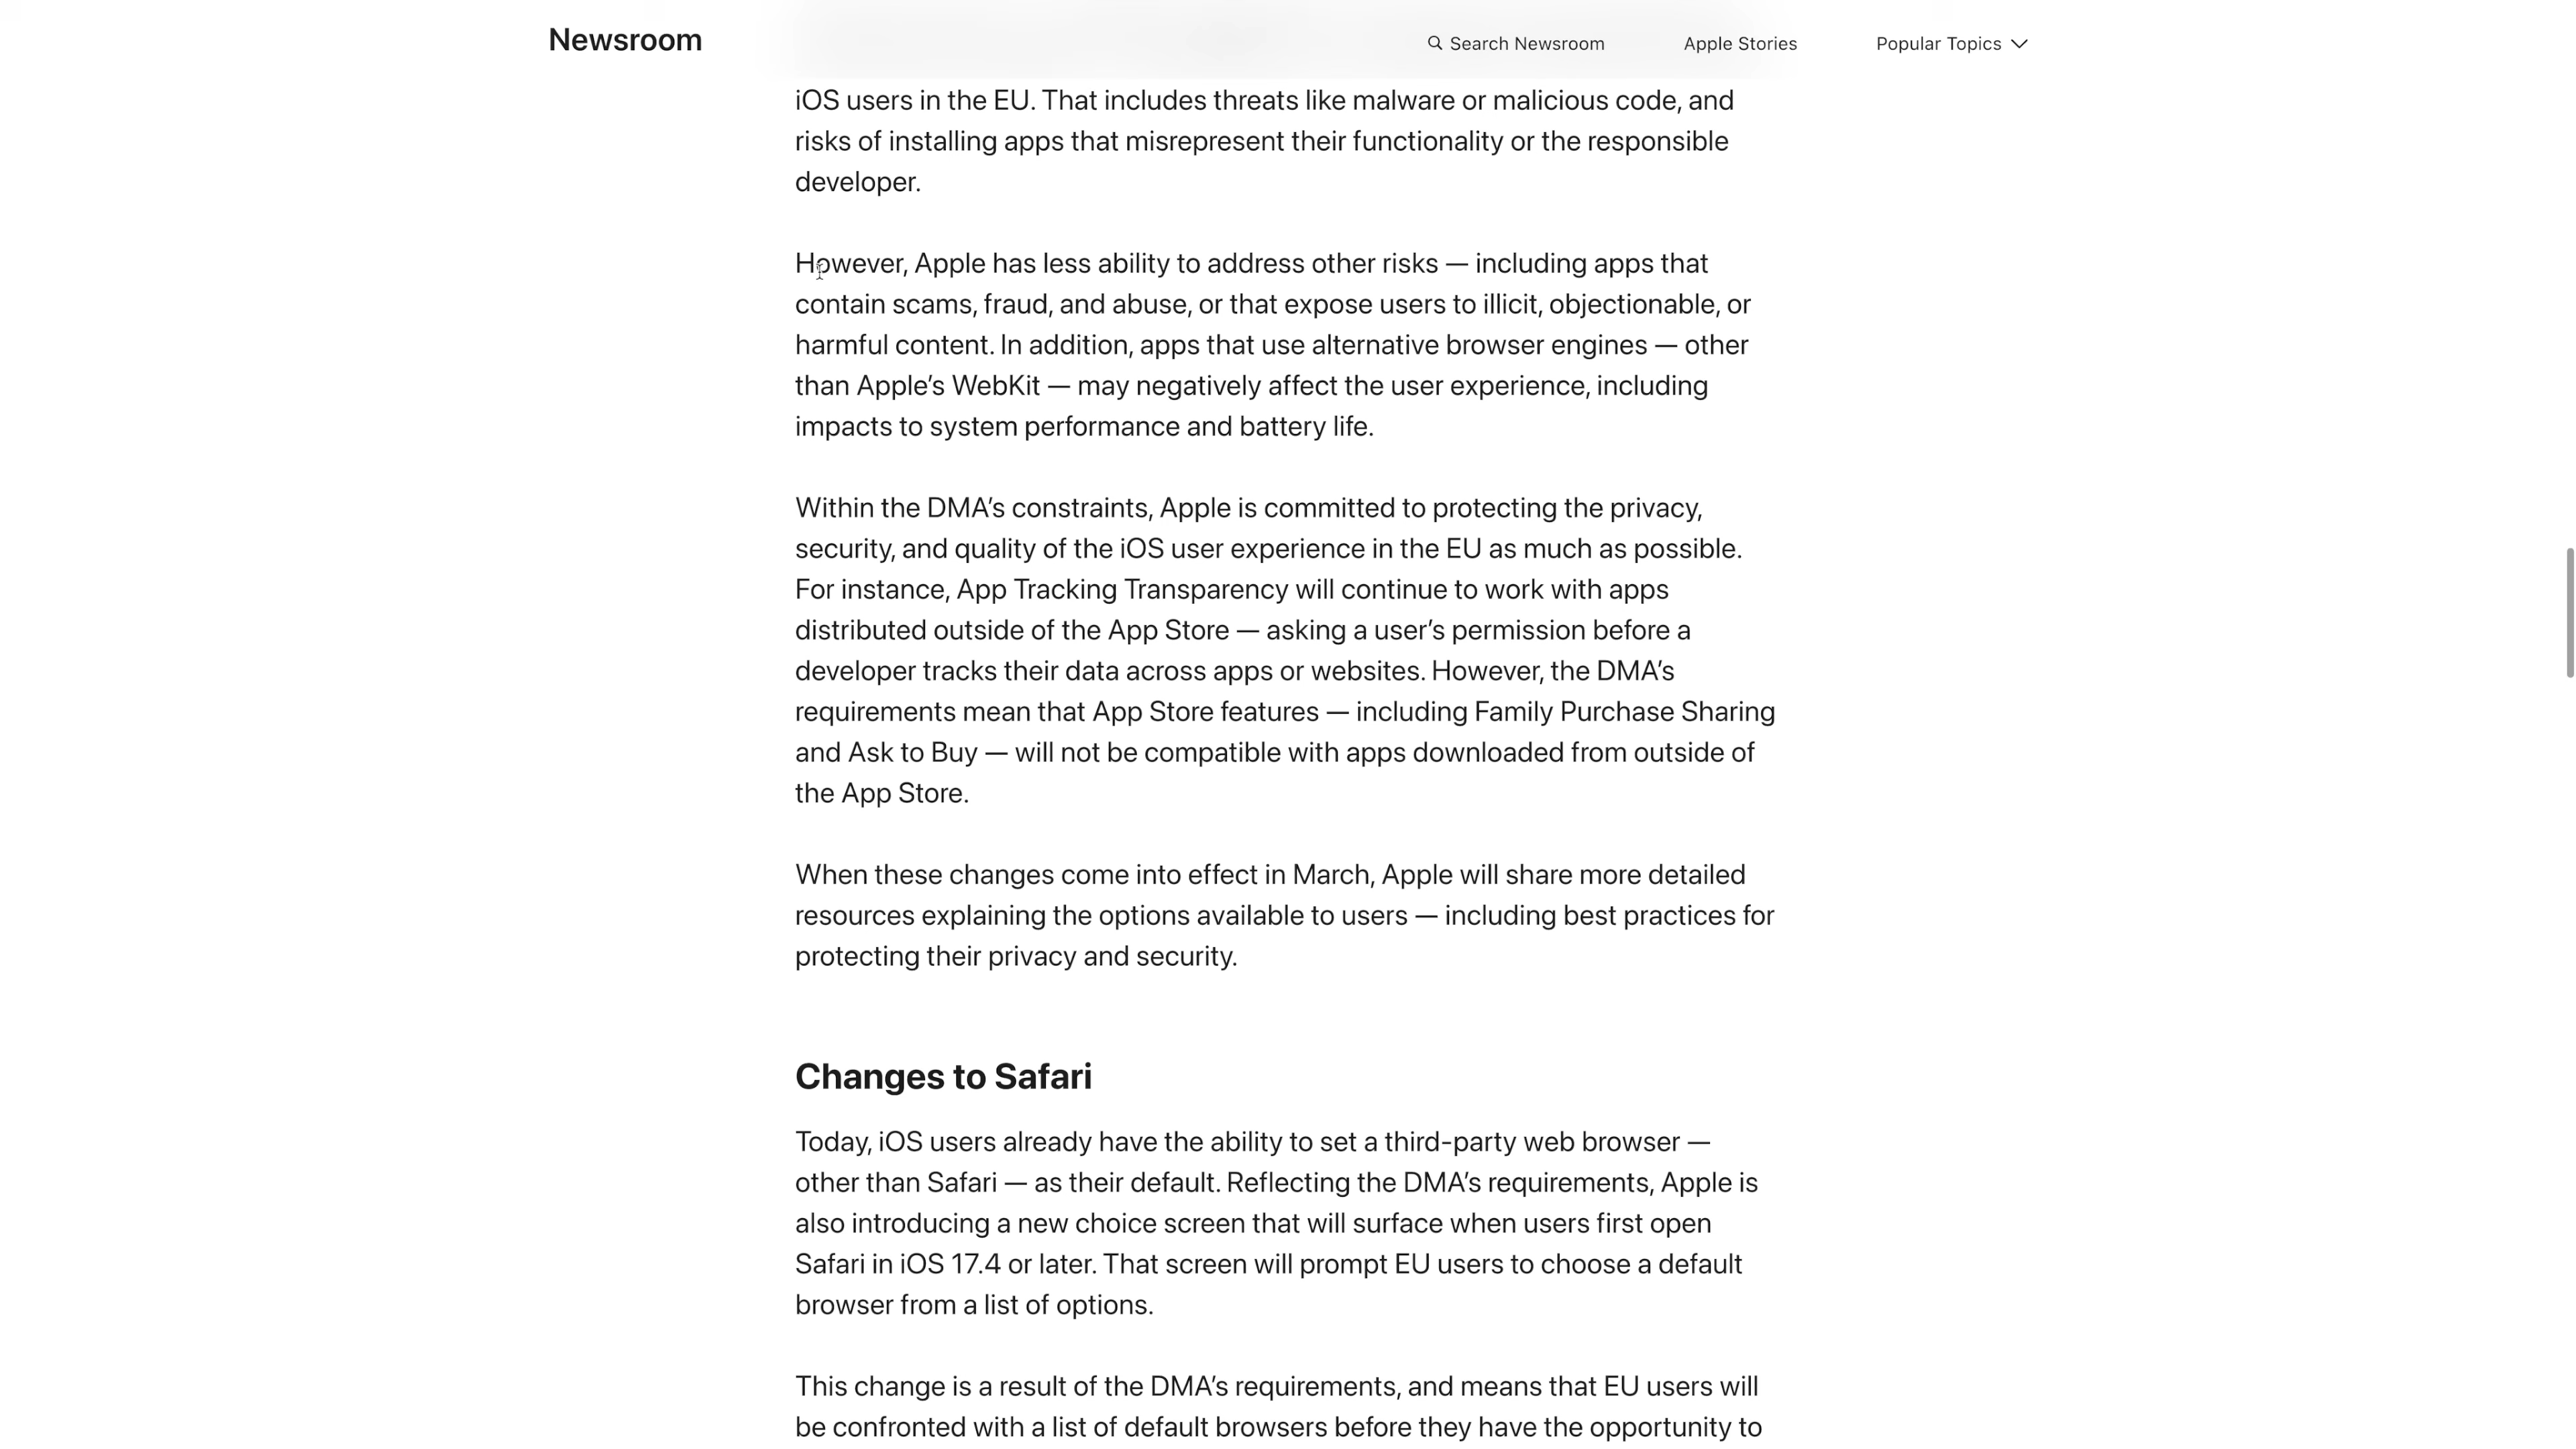 Newsroom
Search Newsroom
Apple Stories
Popular Topics
iOS users in the EU. That includes threats like malware or malicious code, and
risks of installing apps that misrepresent their functionality or the responsible
developer.
However, Apple has less ability to address other risks — including apps that
contain scams, fraud, and abuse, or that expose users to illicit, objectionable, or
harmful content. In addition, apps that use alternative browser engines — other
than Apple’s WebKit — may negatively affect the user experience, including
impacts to system performance and battery life.
Within the DMA’s constraints, Apple is committed to protecting the privacy,
security, and quality of the iOS user experience in the EU as much as possible.
For instance, App Tracking Transparency will continue to work with apps
distributed outside of the App Store — asking a user’s permission before a
developer tracks their data across apps or websites. However, the DMA’s
requirements mean that App Store features — including Family Purchase Sharing
and Ask to Buy — will not be compatible with apps downloaded from outside of
the App Store.
When these changes come into effect in March, Apple will share more detailed
resources explaining the options available to users — including best practices for
protecting their privacy and security.
Changes to Safari
Today, iOS users already have the ability to set a third-party web browser —
other than Safari — as their default. Reflecting the DMA’s requirements, Apple is
also introducing a new choice screen that will surface when users first open
Safari in iOS 17.4 or later. That screen will prompt EU users to choose a default
browser from a list of options.
This change is a result of the DMA’s requirements, and means that EU users will
be confronted with a list of default browsers before they have the opportunity to